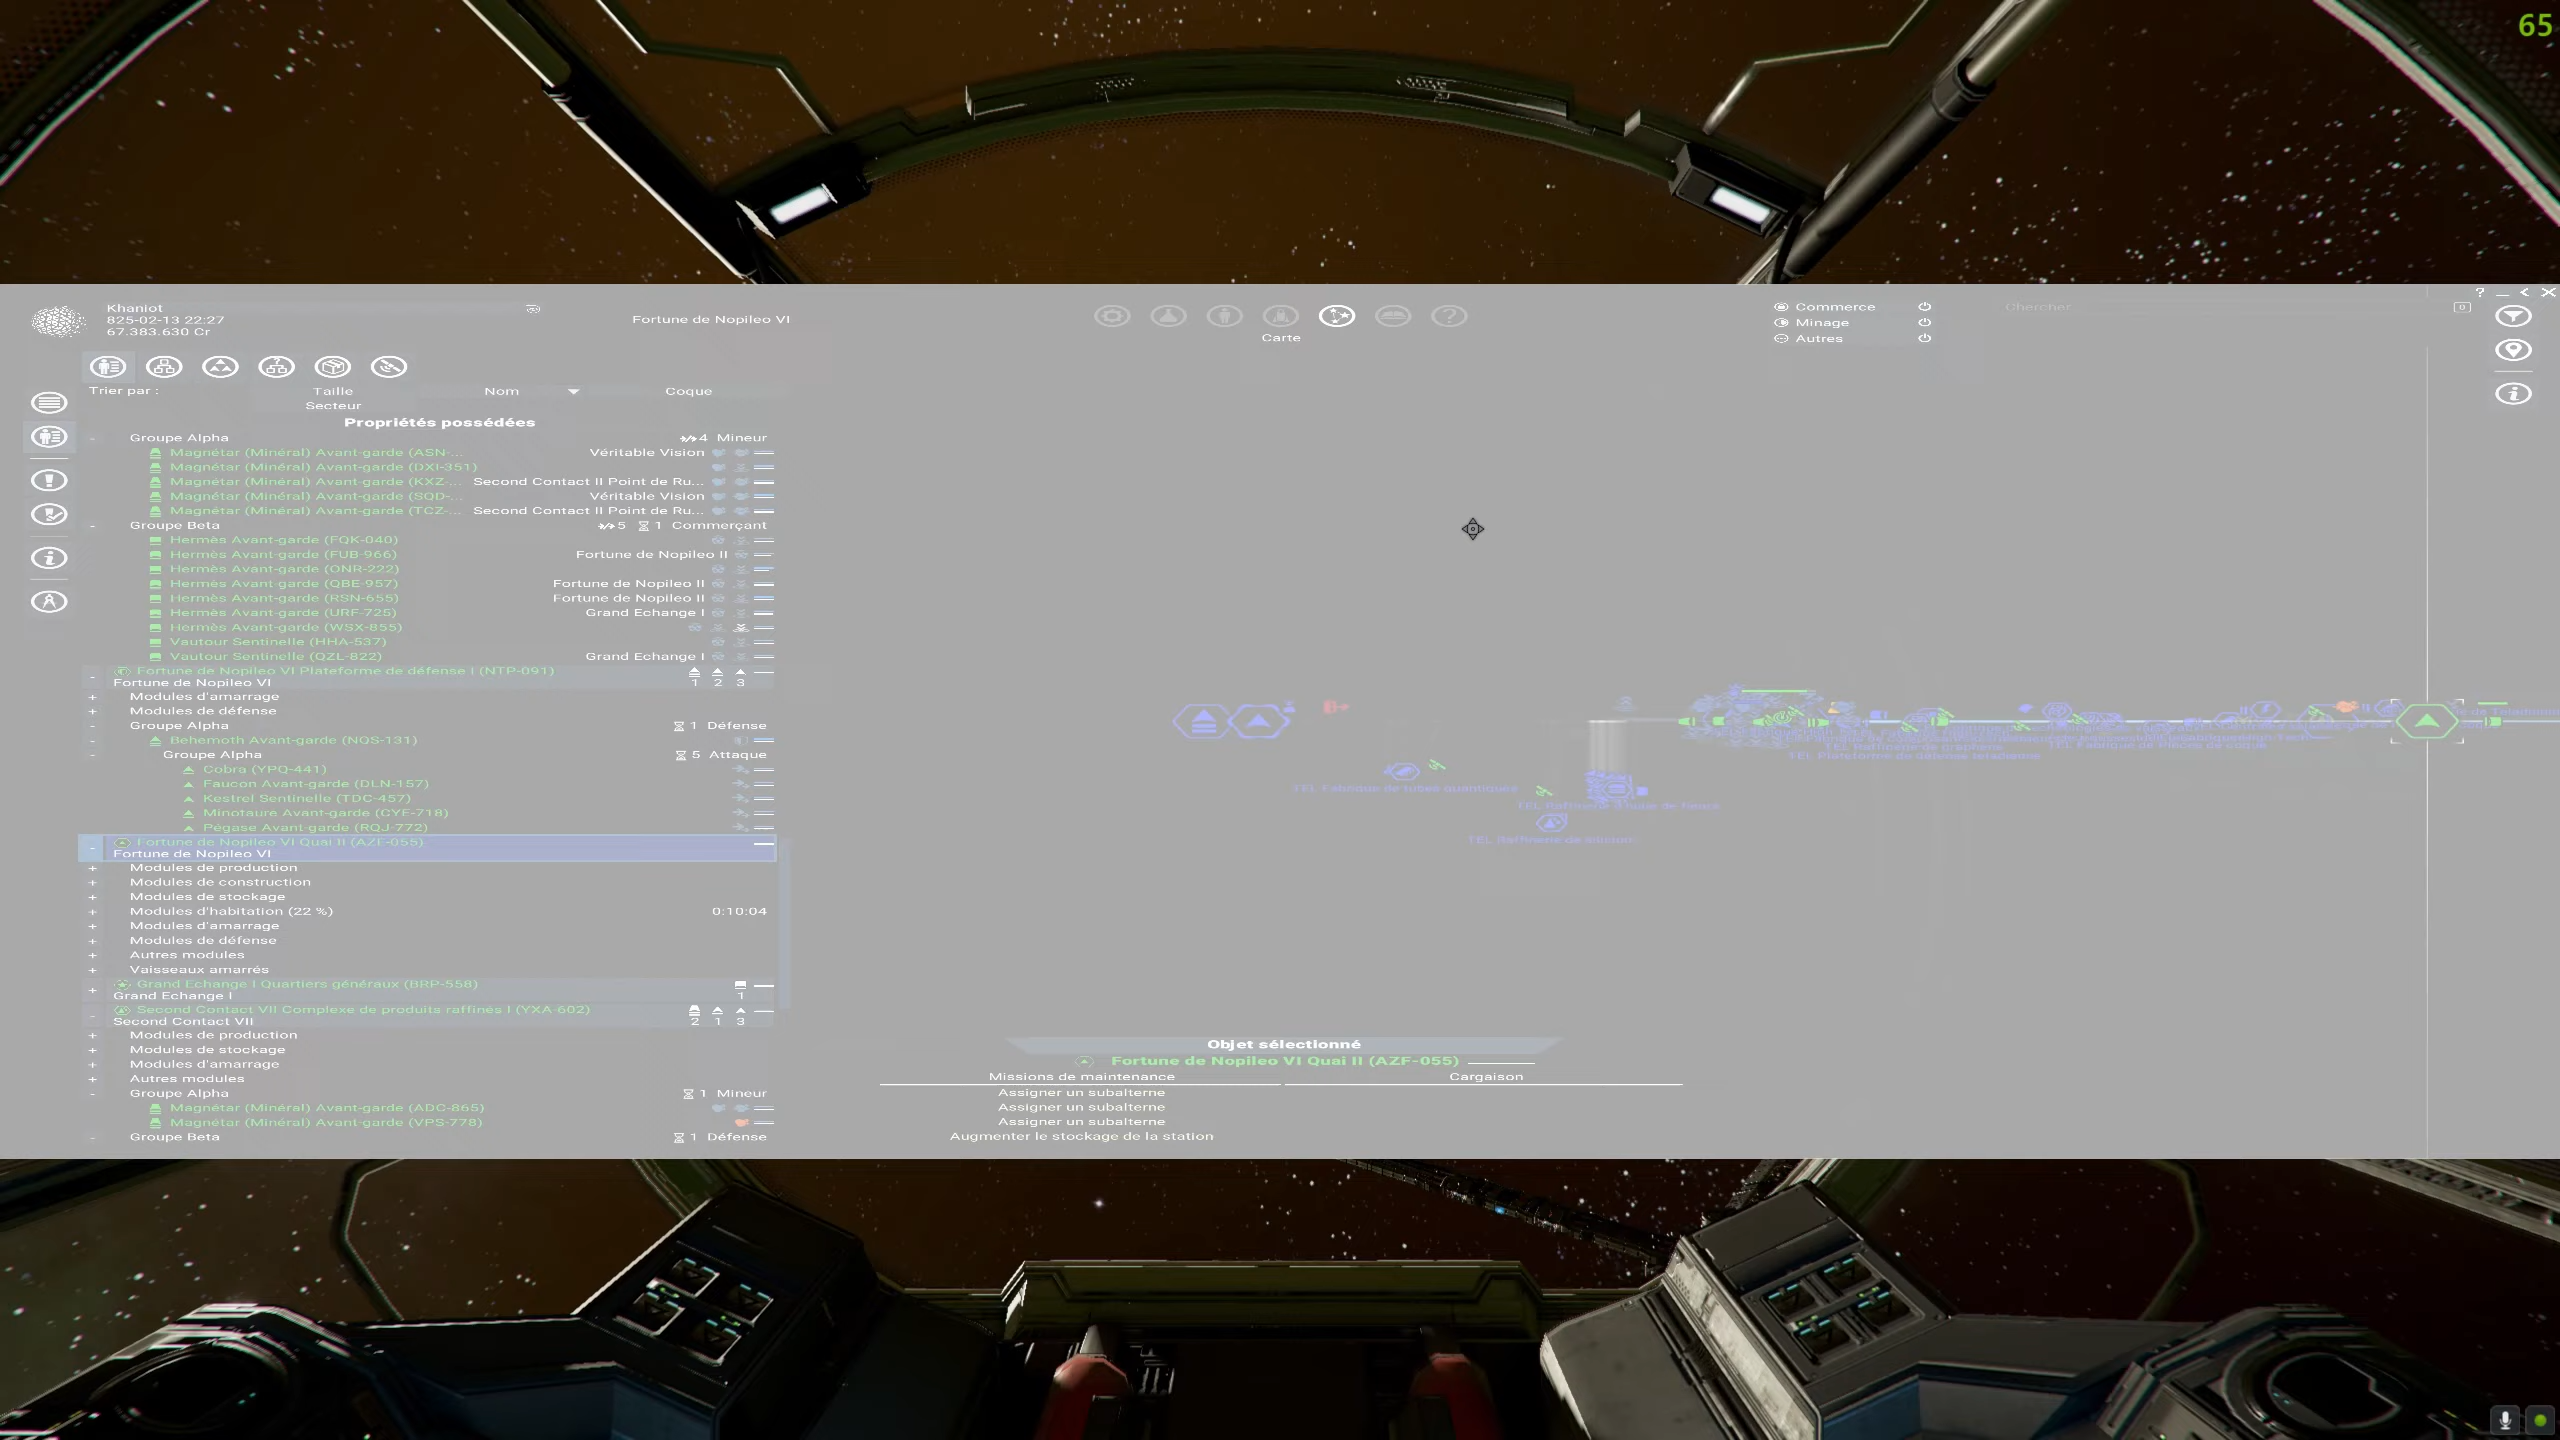 65
Khaniot
825-02-13 22:27
67.383.630 Cr
Fortune de Nopileo VI
Carte
Commerce
Minage
Autres
Chercher
Trier par :
Taille
Nom
Coque
Secteur
Propriétés possédées
- Groupe Alpha 4 Mineur
Magnétar (Minéral) Avant-garde (ASN-... Véritable Vision
Magnétar (Minéral) Avant-garde (DXI-351)
Magnétar (Minéral) Avant-garde (KXZ-... Second Contact II Point de Ru...
Magnétar (Minéral) Avant-garde (SQD-... Véritable Vision
Magnétar (Minéral) Avant-garde (TCZ-... Second Contact II Point de Ru...
- Groupe Beta 5 1 Commerçant
Hermès Avant-garde (FQK-040)
Hermès Avant-garde (FUB-966) Fortune de Nopileo II
Hermès Avant-garde (ONR-222)
Hermès Avant-garde (QBE-957) Fortune de Nopileo II
Hermès Avant-garde (RSN-655) Fortune de Nopileo II
Hermès Avant-garde (URF-725) Grand Echange I
Hermès Avant-garde (WSX-855)
Vautour Sentinelle (HHA-537)
Vautour Sentinelle (QZL-822) Grand Echange I
- Fortune de Nopileo VI Plateforme de défense I (NTP-091)
Fortune de Nopileo VI 1 2 3
+ Modules d'amarrage
+ Modules de défense
- Groupe Alpha 1 Défense
- Behemoth Avant-garde (NQS-131)
- Groupe Alpha 5 Attaque
Cobra (YPQ-441)
Faucon Avant-garde (DLN-157)
Kestrel Sentinelle (TDC-457)
Minotaure Avant-garde (CYE-718)
Pégase Avant-garde (RQJ-772)
- Fortune de Nopileo VI Quai II (AZF-055)
Fortune de Nopileo VI
+ Modules de production
+ Modules de construction
+ Modules de stockage
+ Modules d'habitation (22 %) 0:10:04
+ Modules d'amarrage
+ Modules de défense
+ Autres modules
+ Vaisseaux amarrés
+ Grand Echange I Quartiers généraux (BRP-558)
Grand Echange I 1
- Second Contact VII Complexe de produits raffinés I (YXA-602)
Second Contact VII 2 1 3
+ Modules de production
+ Modules de stockage
+ Modules d'amarrage
+ Autres modules
- Groupe Alpha 1 Mineur
Magnétar (Minéral) Avant-garde (ADC-865)
Magnétar (Minéral) Avant-garde (VPS-778)
- Groupe Beta 1 Défense
TEL Fabrique de tubes quantiques
TEL Plateforme de défense teladienne
TEL Raffinerie de silicium
Objet sélectionné
Fortune de Nopileo VI Quai II (AZF-055)
Missions de maintenance
Cargaison
Assigner un subalterne
Assigner un subalterne
Assigner un subalterne
Augmenter le stockage de la station